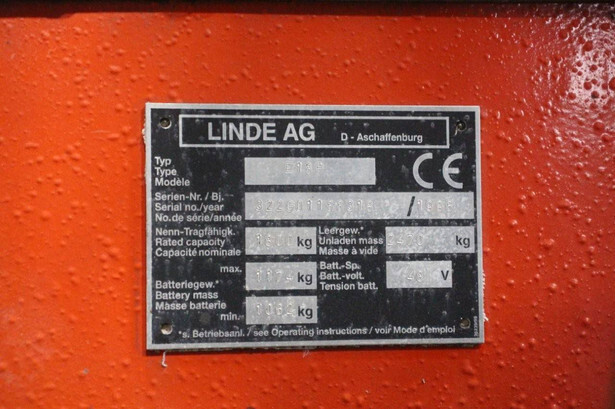 LINDE AG D - Aschaffenburg
Typ
Type
Modèle
CE
Serien-Nr. / Bj.
Serial no./year
No.de série/année
/
Nenn-Tragfähigk.
Rated capacity
Capacité nominale
1600 kg
Leergew.*
Unladen mass
Masse à vide
kg
max.
kg
Batteriegew.*
Battery mass
Masse batterie
min.
kg
Batt.-Sp.
Batt.-volt.
Tension batt.
48 V
*s. Betriebsanl. / see Operating instructions / voir Mode d'emploi